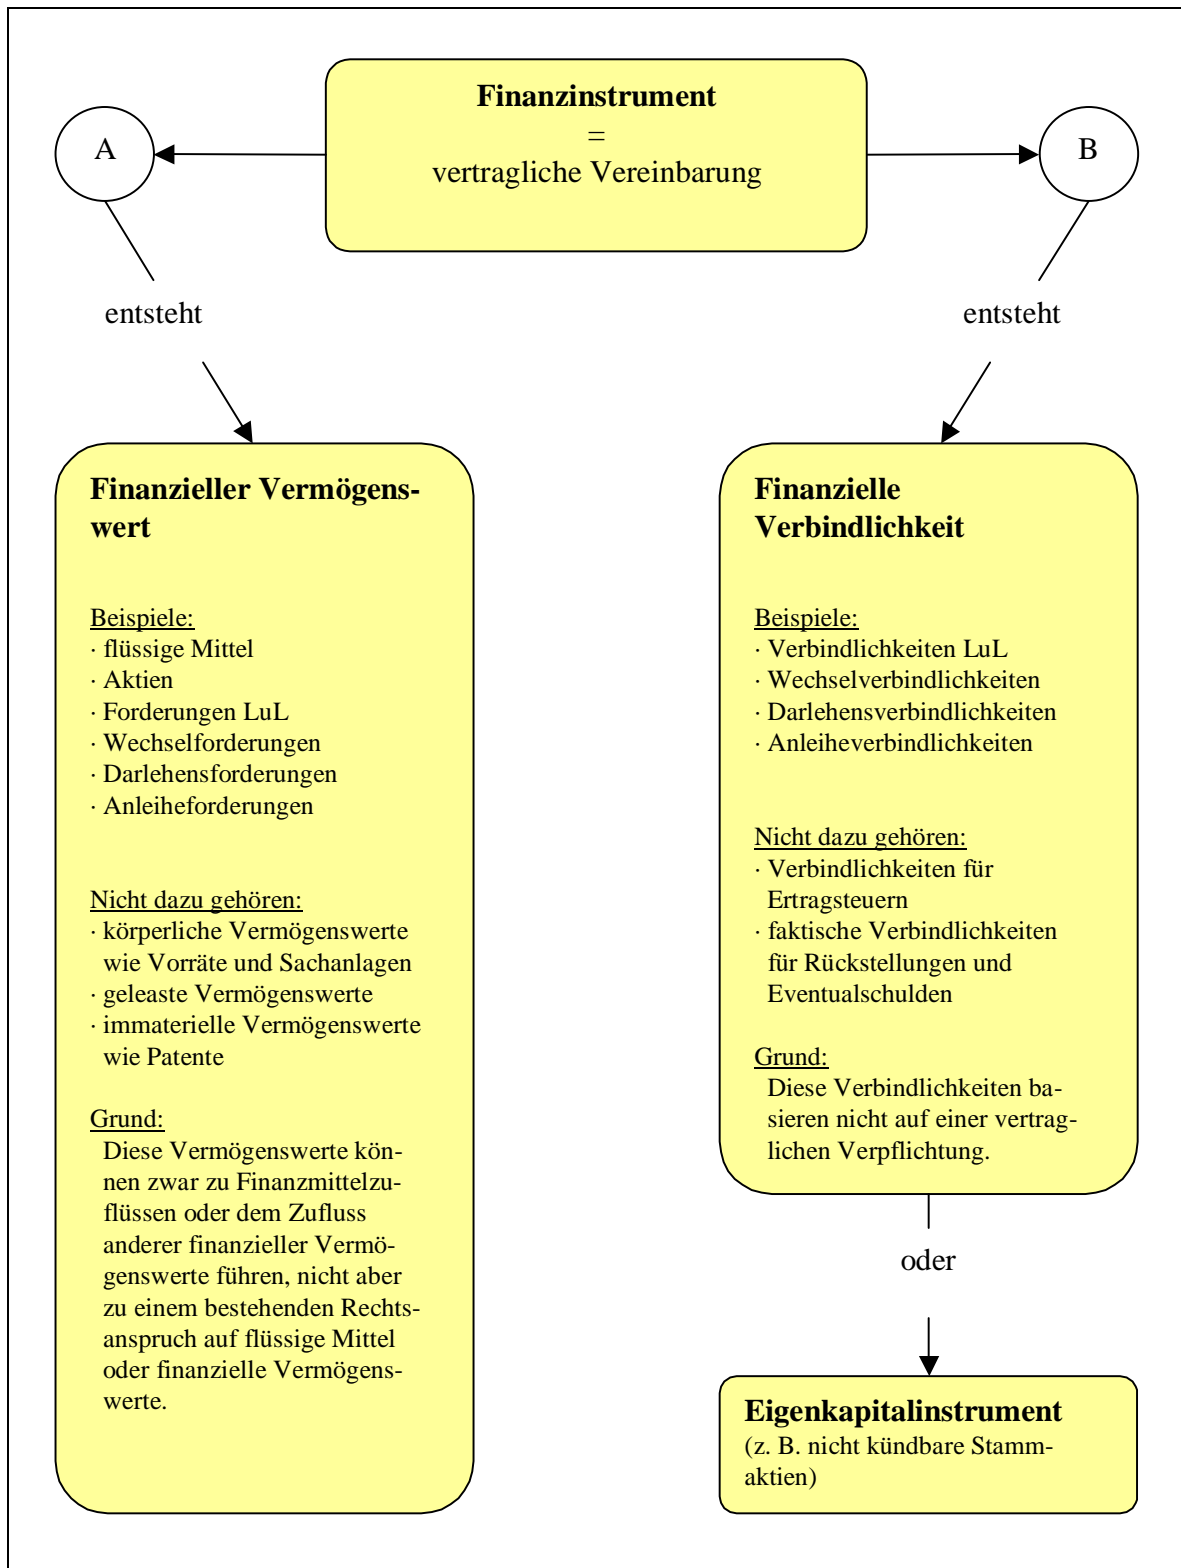 Finanzinstrument
=
vertragliche Vereinbarung
A
B
entsteht
entsteht
Finanzieller Vermögens-
wert
Beispiele:
· flüssige Mittel
· Aktien
· Forderungen LuL
· Wechselforderungen
· Darlehensforderungen
· Anleiheforderungen
Nicht dazu gehören:
· körperliche Vermögenswerte
wie Vorräte und Sachanlagen
· geleaste Vermögenswerte
· immaterielle Vermögenswerte
wie Patente
Grund:
Diese Vermögenswerte kön-
nen zwar zu Finanzmittelzu-
flüssen oder dem Zufluss
anderer finanzieller Vermö-
genswerte führen, nicht aber
zu einem bestehenden Rechts-
anspruch auf flüssige Mittel
oder finanzielle Vermögens-
werte.
Finanzielle
Verbindlichkeit
Beispiele:
· Verbindlichkeiten LuL
· Wechselverbindlichkeiten
· Darlehensverbindlichkeiten
· Anleiheverbindlichkeiten
Nicht dazu gehören:
· Verbindlichkeiten für
Ertragsteuern
· faktische Verbindlichkeiten
für Rückstellungen und
Eventualschulden
Grund:
Diese Verbindlichkeiten ba-
sieren nicht auf einer vertrag-
lichen Verpflichtung.
oder
Eigenkapitalinstrument
(z. B. nicht kündbare Stamm-
aktien)